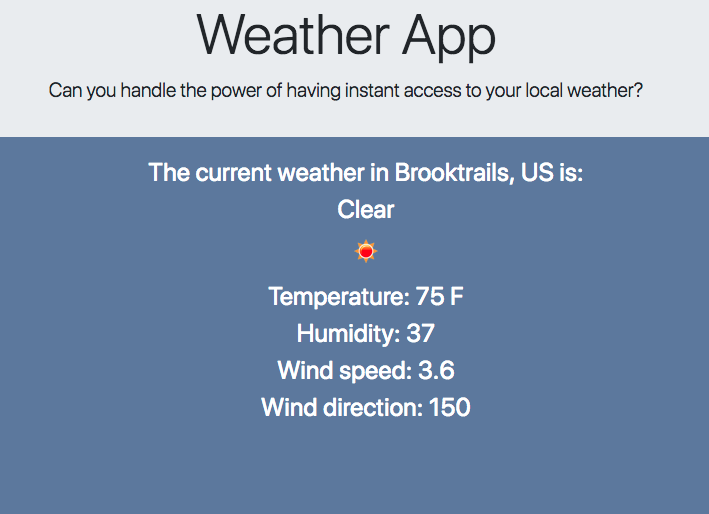 Weather App
Can you handle the power of having instant access to your local weather?
The current weather in Brooktrails, US is:
Clear
Temperature: 75 F
Humidity: 37
Wind speed: 3.6
Wind direction: 150